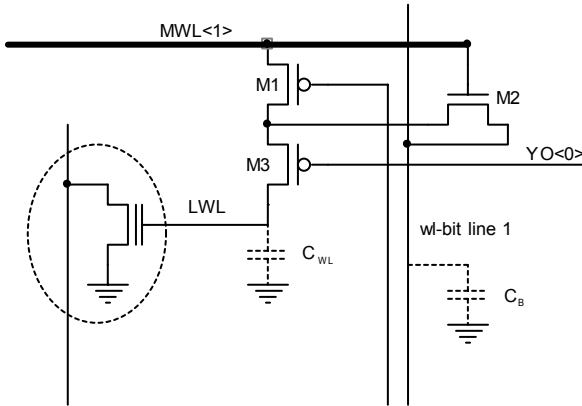 MWL<1>
M1
M2
M3
YO<0>
LWL
wl-bit line 1
C WL
C B